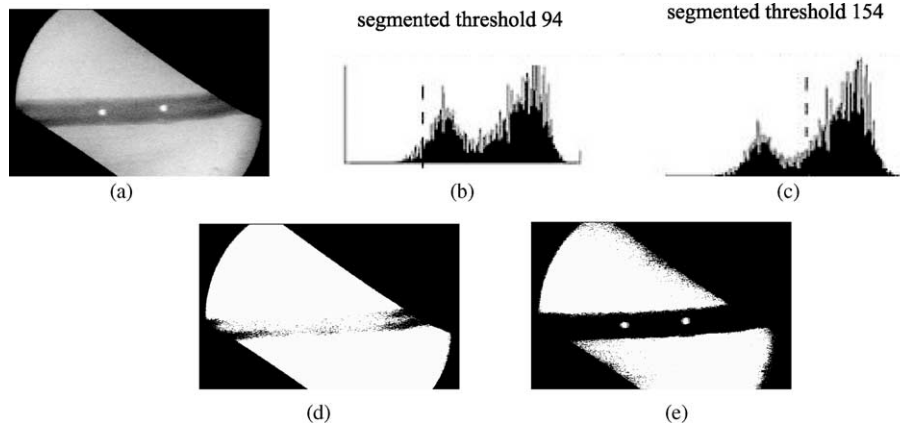 segmented threshold 94
segmented threshold 154
(a)
(b)
(c)
(d)
(e)